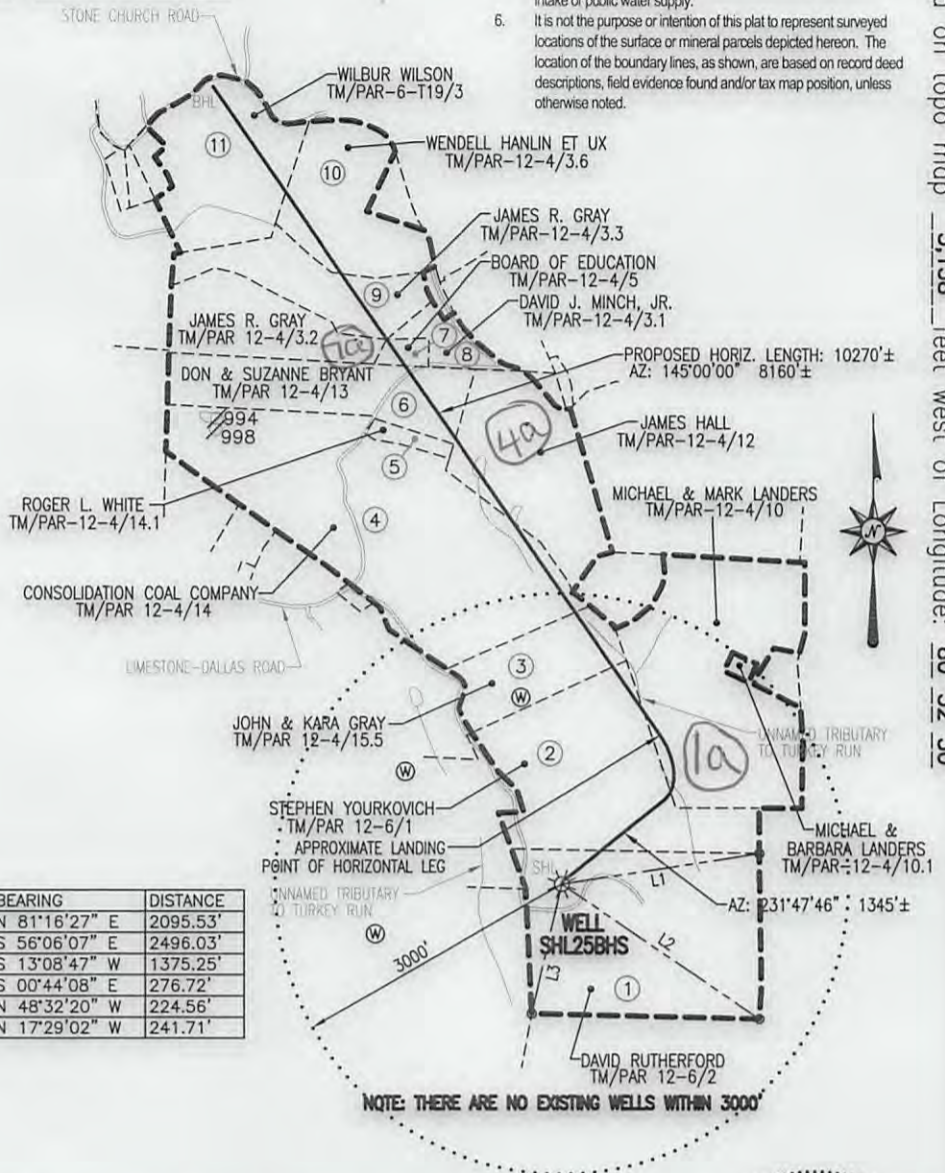 STONE CHURCH ROAD
6. It is not the purpose or intention of this plat to represent surveyed
locations of the surface or mineral parcels depicted hereon. The
location of the boundary lines, as shown, are based on record deed
descriptions, field evidence found and/or tax map position, unless
otherwise noted.
WILBUR WILSON
TM/PAR-6-T19/3
BHL
11
WENDELL HANLIN ET UX
TM/PAR-12-4/3.6
10
JAMES R. GRAY
TM/PAR-12-4/3.3
BOARD OF EDUCATION
TM/PAR-12-4/5
9
DAVID J. MINCH, JR.
TM/PAR-12-4/3.1
JAMES R. GRAY
TM/PAR 12-4/3.2
7a
7
8
PROPOSED HORIZ. LENGTH: 10270'±
AZ: 145°00'00" 8160'±
DON & SUZANNE BRYANT
TM/PAR 12-4/13
6
994
998
4a
JAMES HALL
TM/PAR-12-4/12
5
ROGER L. WHITE
TM/PAR-12-4/14.1
MICHAEL & MARK LANDERS
TM/PAR-12-4/10
4
N
CONSOLIDATION COAL COMPANY
TM/PAR 12-4/14
LIMESTONE-DALLAS ROAD
3
W
JOHN & KARA GRAY
TM/PAR 12-4/15.5
UNNAMED TRIBUTARY
TO TURKEY RUN
1a
2
W
STEPHEN YOURKOVICH
TM/PAR 12-6/1
APPROXIMATE LANDING
POINT OF HORIZONTAL LEG
MICHAEL &
BARBARA LANDERS
TM/PAR-12-4/10.1
SHL
L1
UNNAMED TRIBUTARY
TO TURKEY RUN
AZ: 231°47'46" : 1345'±
W
WELL
SHL25BHS
L2
L3
3000'
1
BEARING DISTANCE
N 81°16'27" E 2095.53'
S 56°06'07" E 2496.03'
S 13°08'47" W 1375.25'
S 00°44'08" E 276.72'
N 48°32'20" W 224.56'
N 17°29'02" W 241.71'
DAVID RUTHERFORD
TM/PAR 12-6/2
NOTE: THERE ARE NO EXISTING WELLS WITHIN 3000'
on topo map feet west of Longitude: